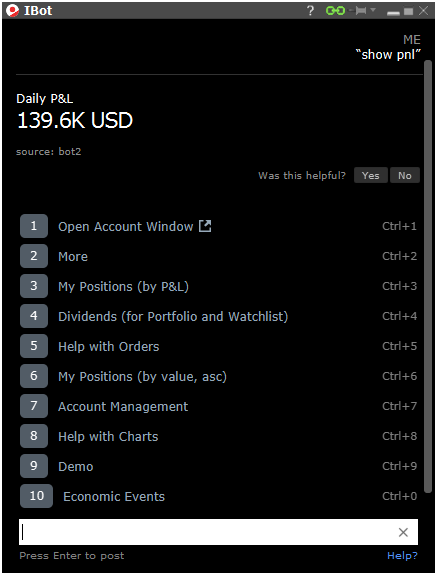 IBot
?
ME
“show pnl”
Daily P&L
139.6K USD
source: bot2
Was this helpful? Yes No
1 Open Account Window Ctrl+1
2 More Ctrl+2
3 My Positions (by P&L) Ctrl+3
4 Dividends (for Portfolio and Watchlist) Ctrl+4
5 Help with Orders Ctrl+5
6 My Positions (by value, asc) Ctrl+6
7 Account Management Ctrl+7
8 Help with Charts Ctrl+8
9 Demo Ctrl+9
10 Economic Events Ctrl+0
Press Enter to post Help?